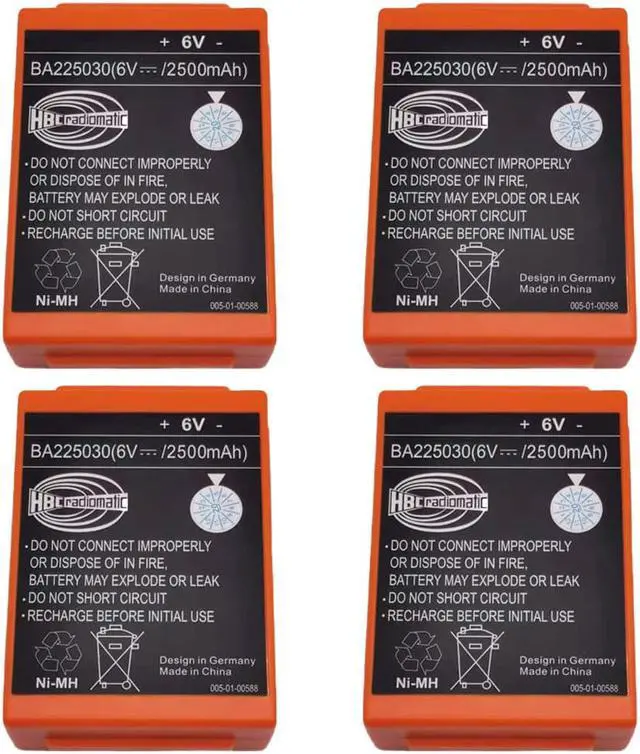 + 6V -
BA225030(6V⎓/2500mAh)
HBC radiomatic
· DO NOT CONNECT IMPROPERLY
OR DISPOSE OF IN FIRE,
BATTERY MAY EXPLODE OR LEAK
· DO NOT SHORT CIRCUIT
· RECHARGE BEFORE INITIAL USE
Ni-MH
Design in Germany
Made in China
005-01-00588
+ 6V -
BA225030(6V⎓/2500mAh)
HBC radiomatic
· DO NOT CONNECT IMPROPERLY
OR DISPOSE OF IN FIRE,
BATTERY MAY EXPLODE OR LEAK
· DO NOT SHORT CIRCUIT
· RECHARGE BEFORE INITIAL USE
Ni-MH
Design in Germany
Made in China
005-01-00588
+ 6V -
BA225030(6V⎓/2500mAh)
HBC radiomatic
· DO NOT CONNECT IMPROPERLY
OR DISPOSE OF IN FIRE,
BATTERY MAY EXPLODE OR LEAK
· DO NOT SHORT CIRCUIT
· RECHARGE BEFORE INITIAL USE
Ni-MH
Design in Germany
Made in China
005-01-00588
+ 6V -
BA225030(6V⎓/2500mAh)
HBC radiomatic
· DO NOT CONNECT IMPROPERLY
OR DISPOSE OF IN FIRE,
BATTERY MAY EXPLODE OR LEAK
· DO NOT SHORT CIRCUIT
· RECHARGE BEFORE INITIAL USE
Ni-MH
Design in Germany
Made in China
005-01-00588